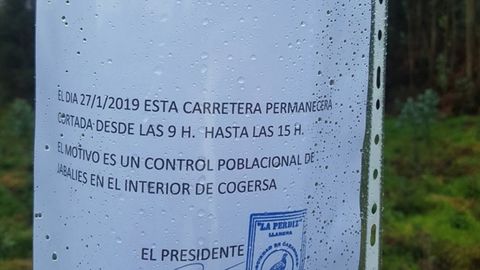 EL DIA 27/1/2019 ESTA CARRETERA PERMANECERA
CORTADA DESDE LAS 9 H. HASTA LAS 15 H.
EL MOTIVO ES UN CONTROL POBLACIONAL DE
JABALIES EN EL INTERIOR DE COGERSA
EL PRESIDENTE
"LA PERDIZ"
LLANERA